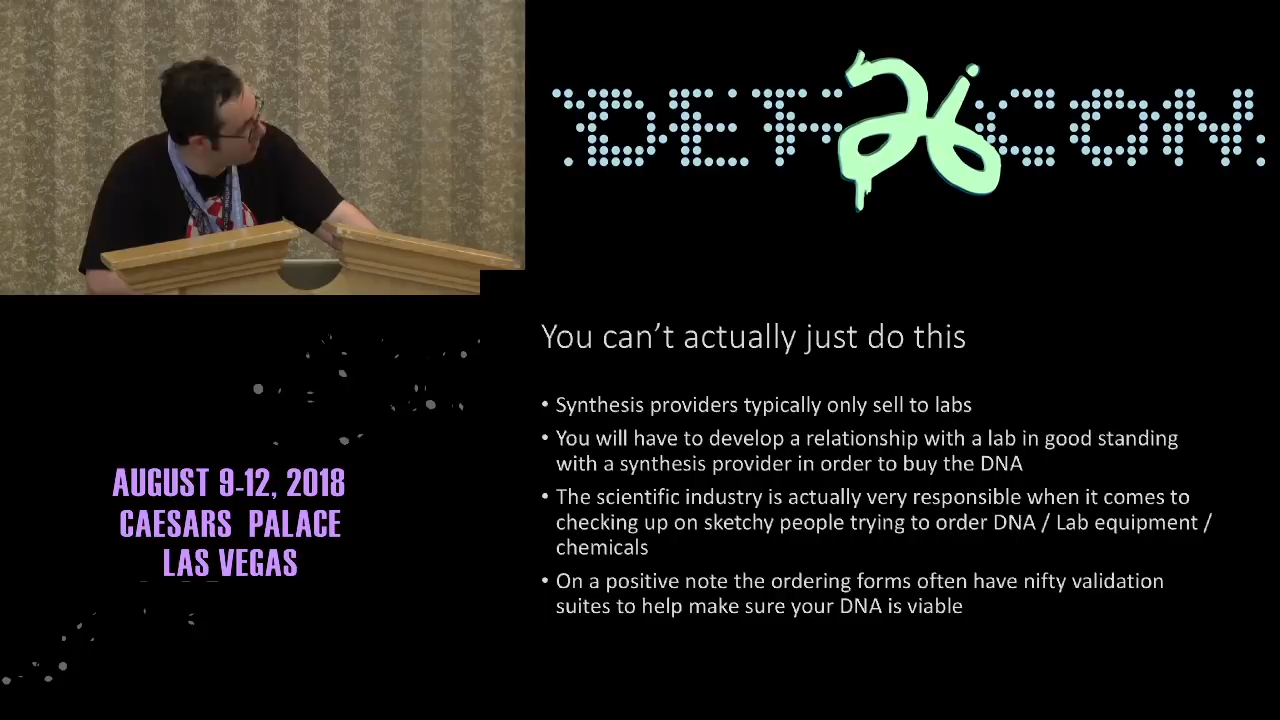 DEF 26 CON
You can't actually just do this
• Synthesis providers typically only sell to labs
• You will have to develop a relationship with a lab in good standing
with a synthesis provider in order to buy the DNA
• The scientific industry is actually very responsible when it comes to
checking up on sketchy people trying to order DNA / Lab equipment /
chemicals
• On a positive note the ordering forms often have nifty validation
suites to help make sure your DNA is viable
AUGUST 9-12, 2018
CAESARS PALACE
LAS VEGAS